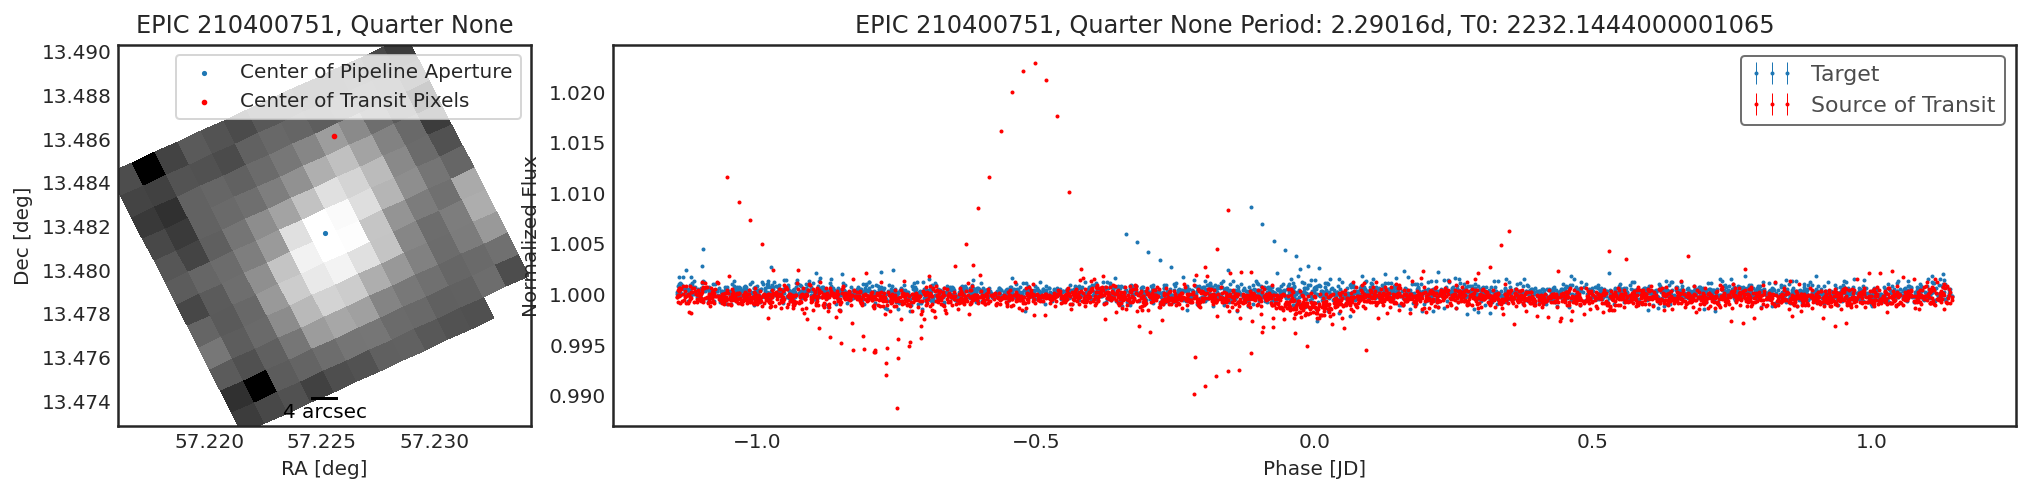 EPIC 210400751, Quarter None
Center of Pipeline Aperture
Center of Transit Pixels
13.490
13.488
13.486
13.484
13.482
13.480
13.478
13.476
13.474
Dec [deg]
4 arcsec
57.220 57.225 57.230
RA [deg]
EPIC 210400751, Quarter None Period: 2.29016d, T0: 2232.1444000001065
Target
Source of Transit
1.020
1.015
1.010
1.005
1.000
0.995
0.990
Normalized Flux
−1.0 −0.5 0.0 0.5 1.0
Phase [JD]